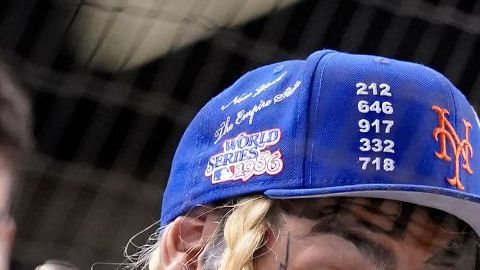 New York
The Empire State
WORLD
SERIES
1986
212
646
917
332
718
NY